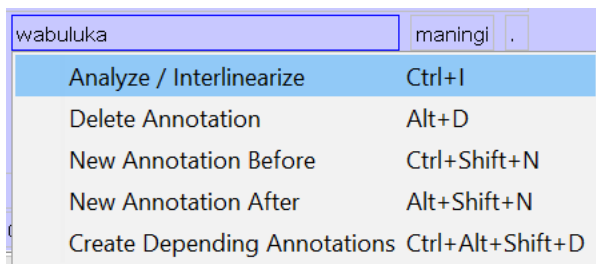 wabuluka maningi .
Analyze / Interlinearize Ctrl+I
Delete Annotation Alt+D
New Annotation Before Ctrl+Shift+N
New Annotation After Alt+Shift+N
Create Depending Annotations Ctrl+Alt+Shift+D